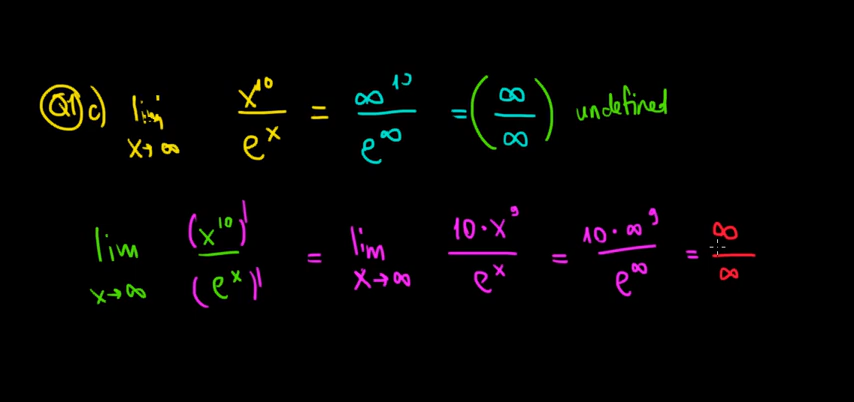 Q1 c) lim x→∞ x^10 / e^x = ∞^10 / e^∞ = (∞ / ∞) undefined
lim x→∞ (x^10)' / (e^x)' = lim x→∞ 10·x^9 / e^x = 10·∞^9 / e^∞ = ∞ / ∞